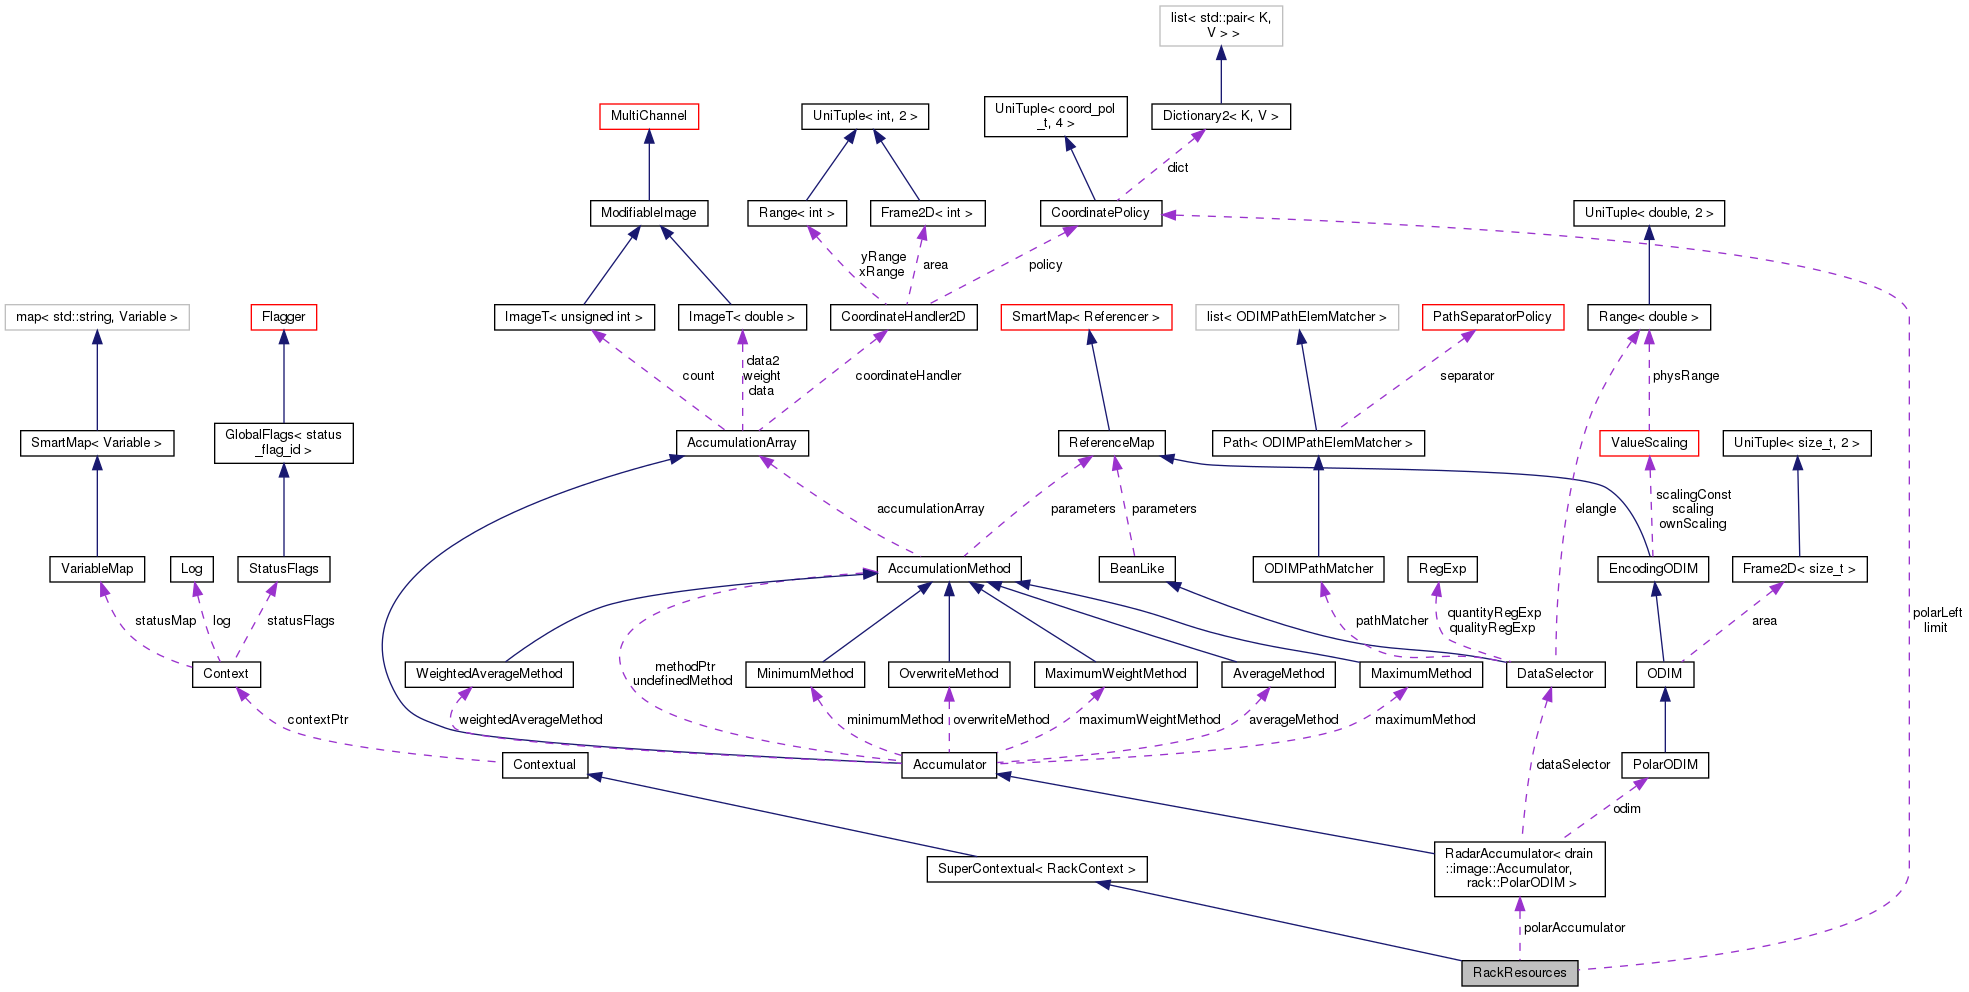 list< std::pair< K,
V > >
MultiChannel
UniTuple< int, 2 >
UniTuple< coord_pol
_t, 4 >
Dictionary2< K, V >
dict
ModifiableImage
Range< int >
Frame2D< int >
CoordinatePolicy
UniTuple< double, 2 >
yRange
xRange
area
policy
map< std::string, Variable >
Flagger
ImageT< unsigned int >
ImageT< double >
CoordinateHandler2D
SmartMap< Referencer >
list< ODIMPathElemMatcher >
PathSeparatorPolicy
Range< double >
count
data2
weight
data
coordinateHandler
separator
physRange
SmartMap< Variable >
GlobalFlags< status
_flag_id >
AccumulationArray
ReferenceMap
Path< ODIMPathElemMatcher >
ValueScaling
UniTuple< size_t, 2 >
accumulationArray
parameters
parameters
elangle
scalingConst
scaling
ownScaling
VariableMap
Log
StatusFlags
AccumulationMethod
BeanLike
ODIMPathMatcher
RegExp
EncodingODIM
Frame2D< size_t >
statusMap
log
statusFlags
methodPtr
undefinedMethod
pathMatcher
quantityRegExp
qualityRegExp
area
polarLeft
limit
Context
WeightedAverageMethod
MinimumMethod
OverwriteMethod
MaximumWeightMethod
AverageMethod
MaximumMethod
DataSelector
ODIM
contextPtr
weightedAverageMethod
minimumMethod
overwriteMethod
maximumWeightMethod
averageMethod
maximumMethod
Contextual
Accumulator
dataSelector
PolarODIM
odim
SuperContextual< RackContext >
RadarAccumulator< drain
::image::Accumulator,
rack::PolarODIM >
polarAccumulator
RackResources